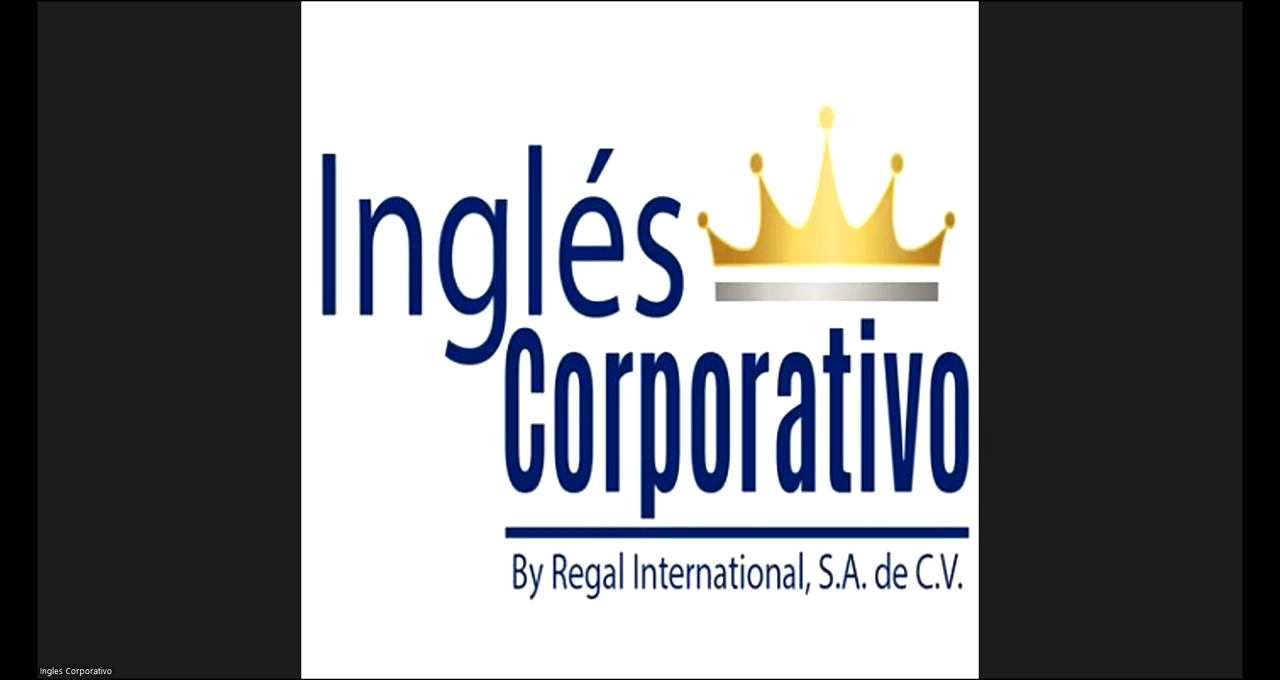 Inglés
Corporativo
By Regal International, S.A. de C.V.
Ingles Corporativo